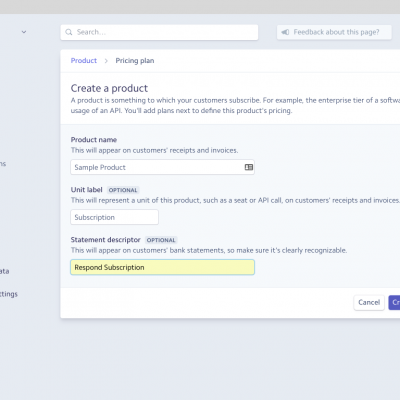 Search...
Feedback about this page?
Product > Pricing plan
Create a product
A product is something to which your customers subscribe. For example, the enterprise tier of a
usage of an API. You'll add plans next to define this product's pricing.
Product name
This will appear on customers' receipts and invoices.
Sample Product
Unit label OPTIONAL
This will represent a unit of this product, such as a seat or API call, on customers' receipts and invoices.
Subscription
Statement descriptor OPTIONAL
This will appear on customers' bank statements, so make sure it's clearly recognizable.
Respond Subscription
Cancel